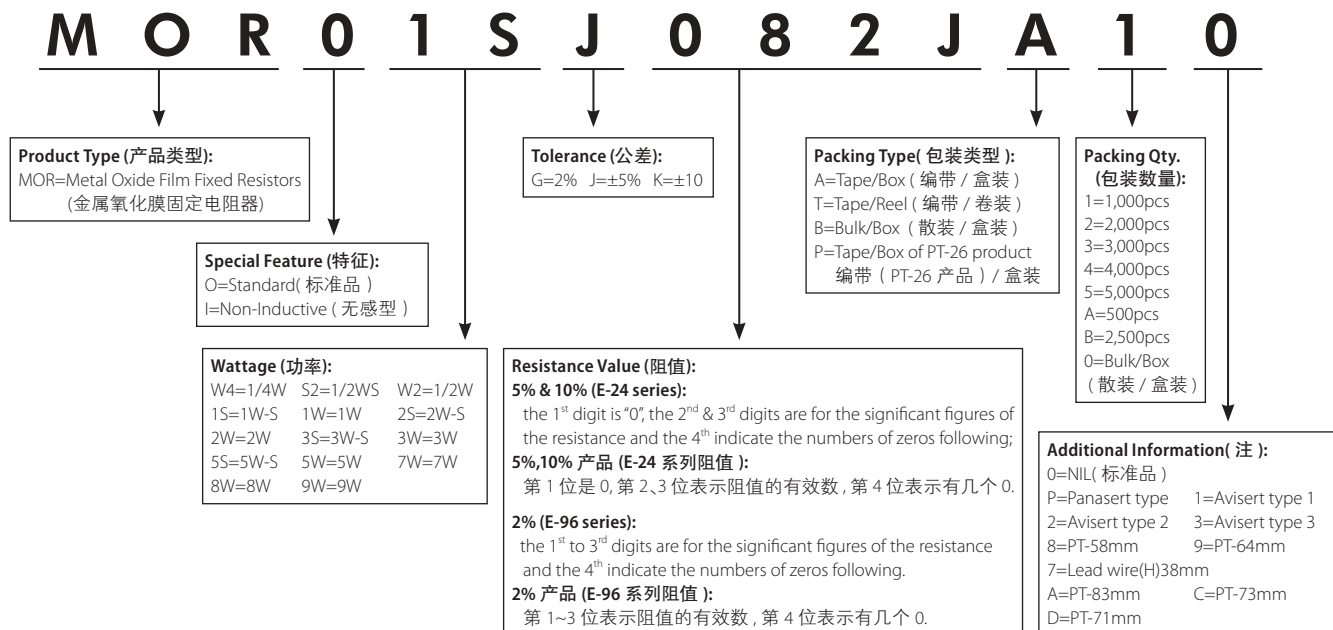 M O R 0 1 S J 0 8 2 J A 1 0
Product Type (产品类型):
MOR=Metal Oxide Film Fixed Resistors
(金属氧化膜固定电阻器)
Special Feature (特征):
O=Standard( 标准品 )
I=Non-Inductive ( 无感型 )
Wattage (功率):
W4=1/4W S2=1/2WS W2=1/2W
1S=1W-S 1W=1W 2S=2W-S
2W=2W 3S=3W-S 3W=3W
5S=5W-S 5W=5W 7W=7W
8W=8W 9W=9W
Tolerance (公差):
G=2% J=±5% K=±10
Resistance Value (阻值):
5% & 10% (E-24 series):
the 1st digit is “0”, the 2nd & 3rd digits are for the significant figures of
the resistance and the 4th indicate the numbers of zeros following;
5%,10% 产品 (E-24 系列阻值 ):
第 1 位是 0, 第 2、3 位表示阻值的有效数 , 第 4 位表示有几个 0.
2% (E-96 series):
the 1st to 3rd digits are for the significant figures of the resistance
and the 4th indicate the numbers of zeros following.
2% 产品 (E-96 系列阻值 ):
第 1~3 位表示阻值的有效数 , 第 4 位表示有几个 0.
Packing Type( 包装类型 ):
A=Tape/Box ( 编带 / 盒装 )
T=Tape/Reel ( 编带 / 卷装 )
B=Bulk/Box ( 散装 / 盒装 )
P=Tape/Box of PT-26 product
编带 ( PT-26 产品 ) / 盒装
Packing Qty.
(包装数量):
1=1,000pcs
2=2,000pcs
3=3,000pcs
4=4,000pcs
5=5,000pcs
A=500pcs
B=2,500pcs
0=Bulk/Box
( 散装 / 盒装 )
Additional Information( 注 ):
0=NIL( 标准品 )
P=Panasert type 1=Avisert type 1
2=Avisert type 2 3=Avisert type 3
8=PT-58mm 9=PT-64mm
7=Lead wire(H)38mm
A=PT-83mm C=PT-73mm
D=PT-71mm